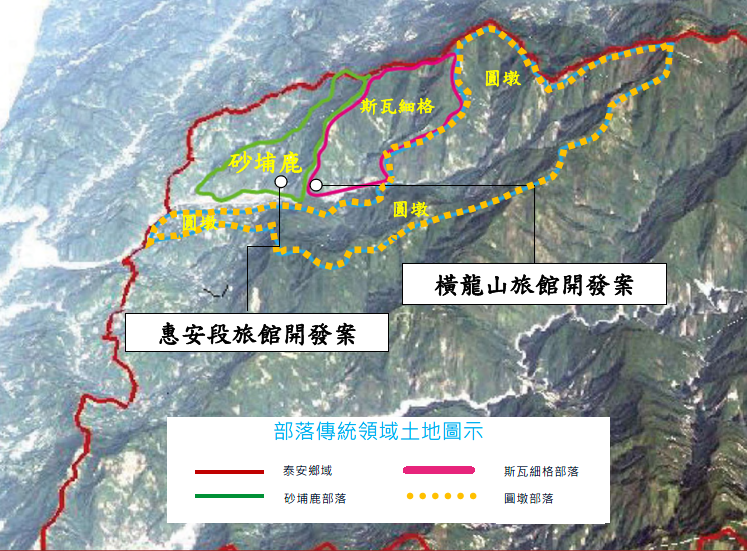 圓墩
斯瓦細格
砂埔鹿
圓墩
圓墩
橫龍山旅館開發案
惠安段旅館開發案
部落傳統領域土地圖示
泰安鄉域
斯瓦細格部落
砂埔鹿部落
圓墩部落